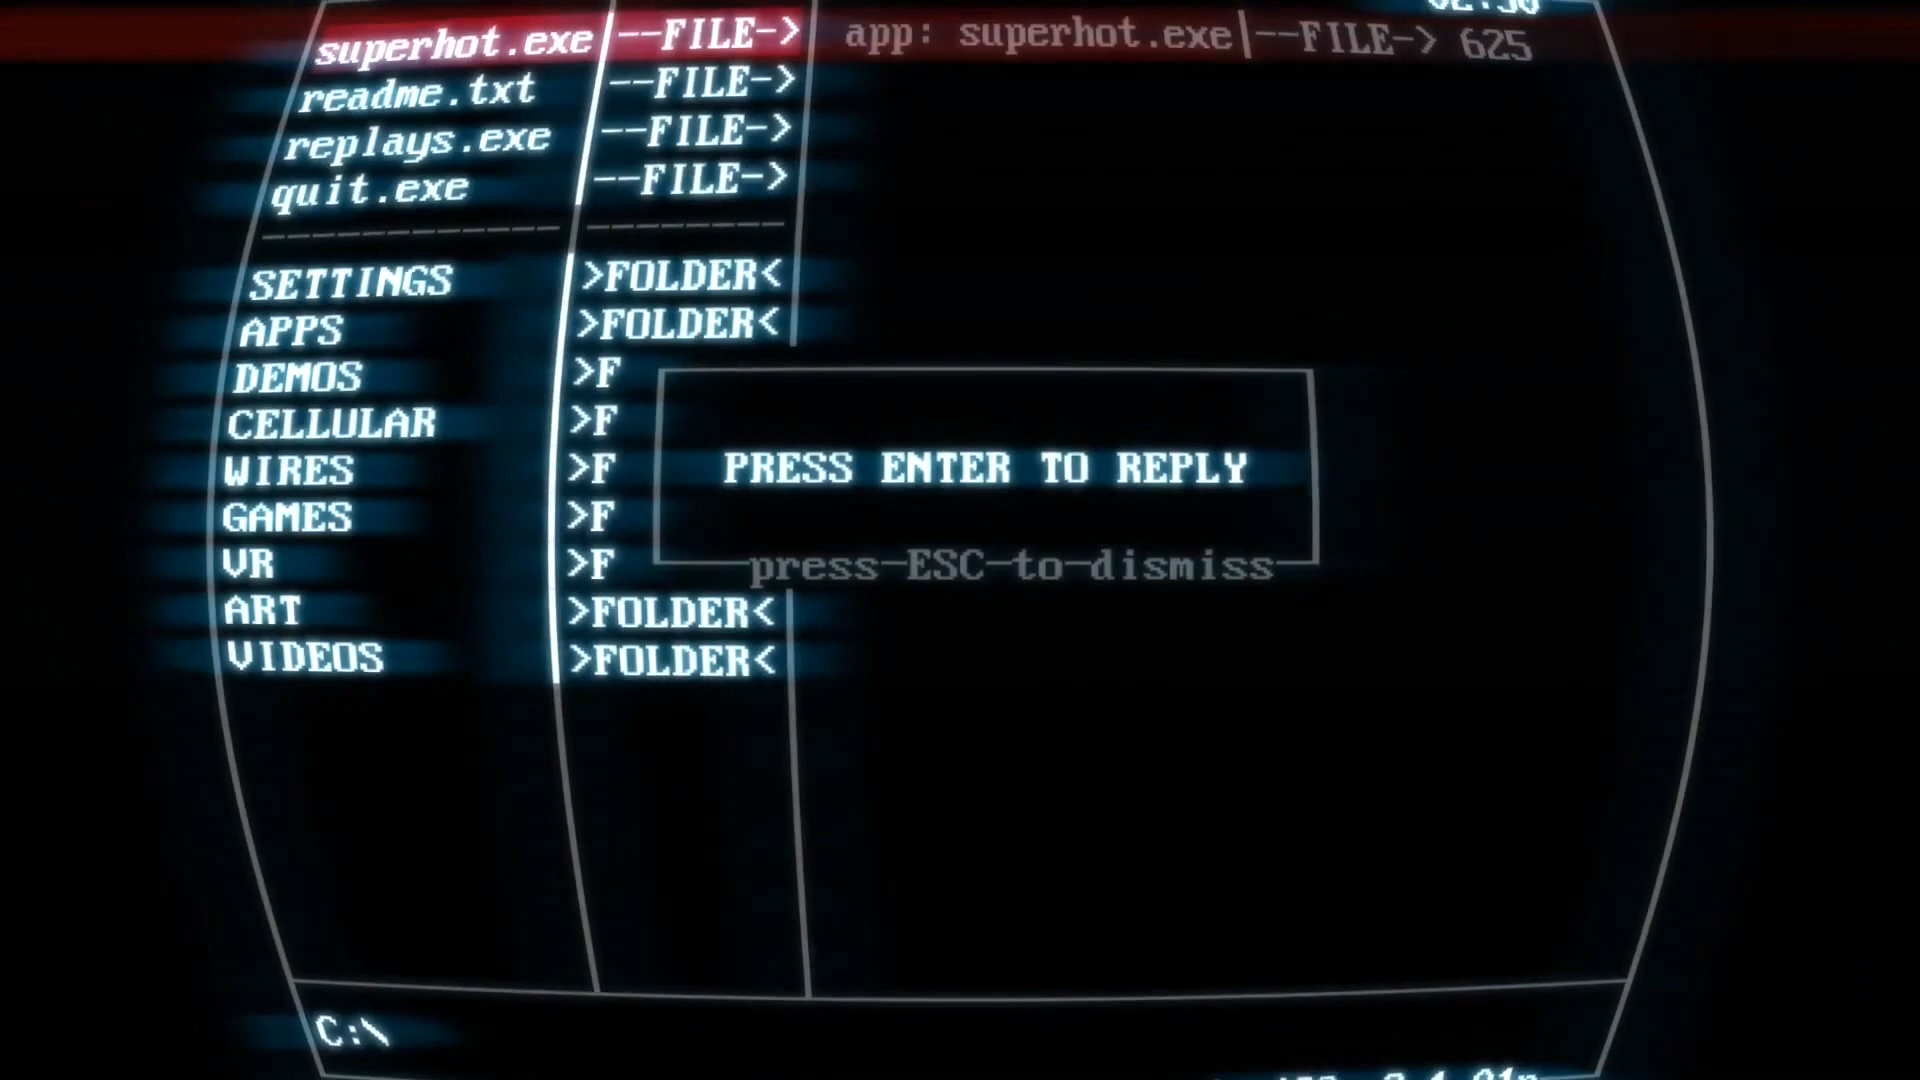 superhot.exe --FILE-> app: superhot.exe|--FILE-> 625
readme.txt --FILE->
replays.exe --FILE->
quit.exe --FILE->
SETTINGS >FOLDER<
APPS >FOLDER<
DEMOS >F
CELLULAR >F
WIRES >F
GAMES >F
VR >F
ART >FOLDER<
VIDEOS >FOLDER<
PRESS ENTER TO REPLY
press-ESC-to-dismiss
C:\